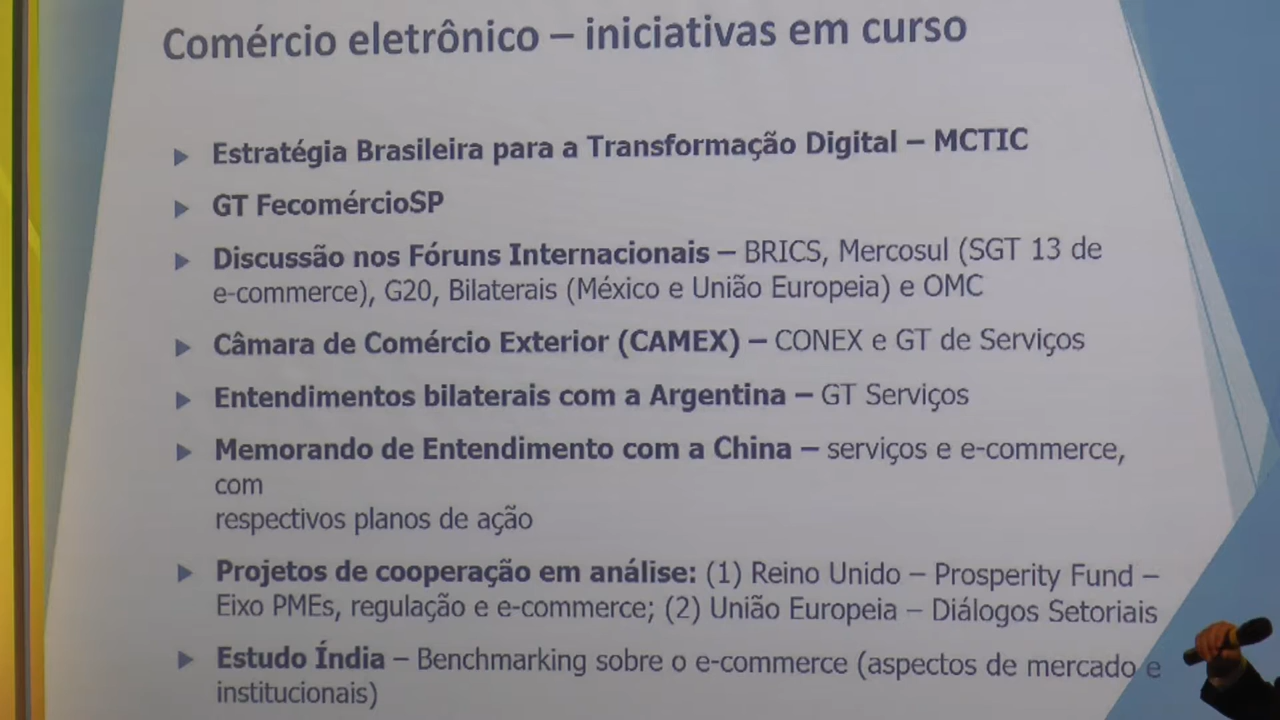 Comércio eletrônico – iniciativas em curso
Estratégia Brasileira para a Transformação Digital – MCTIC
GT FecomércioSP
Discussão nos Fóruns Internacionais – BRICS, Mercosul (SGT 13 de
e-commerce), G20, Bilaterais (México e União Europeia) e OMC
Câmara de Comércio Exterior (CAMEX) – CONEX e GT de Serviços
Entendimentos bilaterais com a Argentina – GT Serviços
Memorando de Entendimento com a China – serviços e e-commerce,
com
respectivos planos de ação
Projetos de cooperação em análise: (1) Reino Unido – Prosperity Fund –
Eixo PMEs, regulação e e-commerce; (2) União Europeia – Diálogos Setoriais
Estudo Índia – Benchmarking sobre o e-commerce (aspectos de mercado e
institucionais)